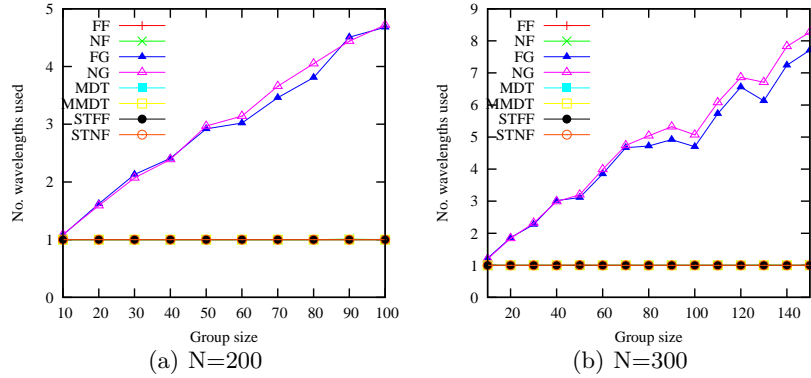 FF
NF
FG
NG
MDT
MMDT
STFF
STNF
No. wavelengths used
0
1
2
3
4
5
10 20 30 40 50 60 70 80 90 100
Group size
(a) N=200
FF
NF
FG
NG
MDT
MMDT
STFF
STNF
No. wavelengths used
0
1
2
3
4
5
6
7
8
9
20 40 60 80 100 120 140
Group size
(b) N=300